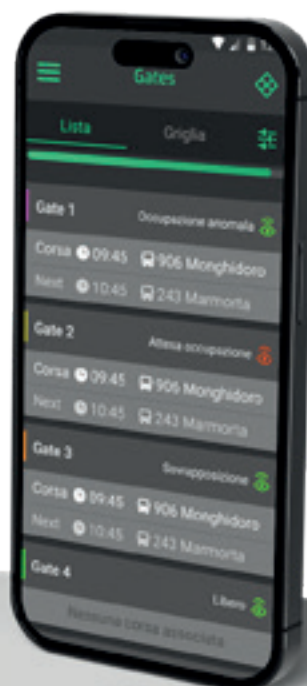 Gates
Lista Griglia
Gate 1 Occupazione anomala
Corsa 09:45 906 Monghidoro
Next 10:45 243 Marmorta
Gate 2 Attesa occupazione
Corsa 09:45 906 Monghidoro
Next 10:45 243 Marmorta
Gate 3 Sovrapposizione
Corsa 09:45 906 Monghidoro
Next 10:45 243 Marmorta
Gate 4 Libero
Nessuna corsa associata